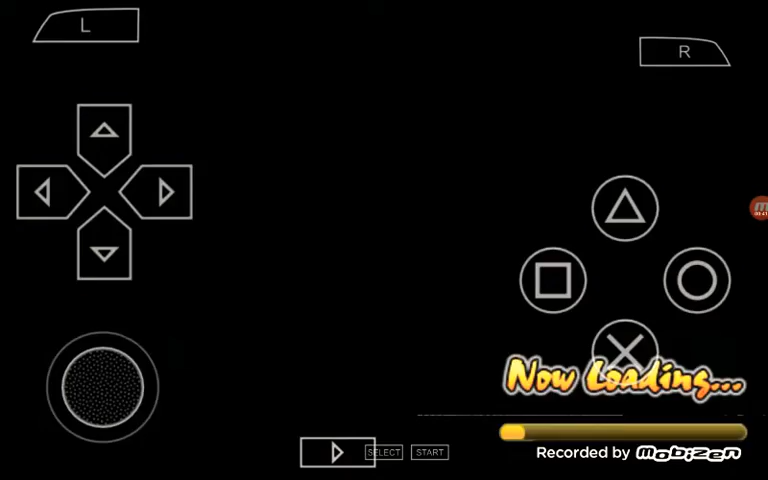 L
R
Now Loading...
SELECT START
Recorded by Mobizen